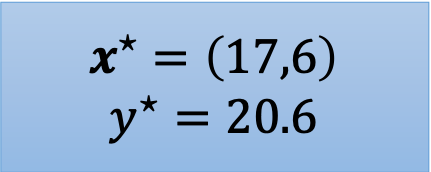 x* = (17,6)
y* = 20.6